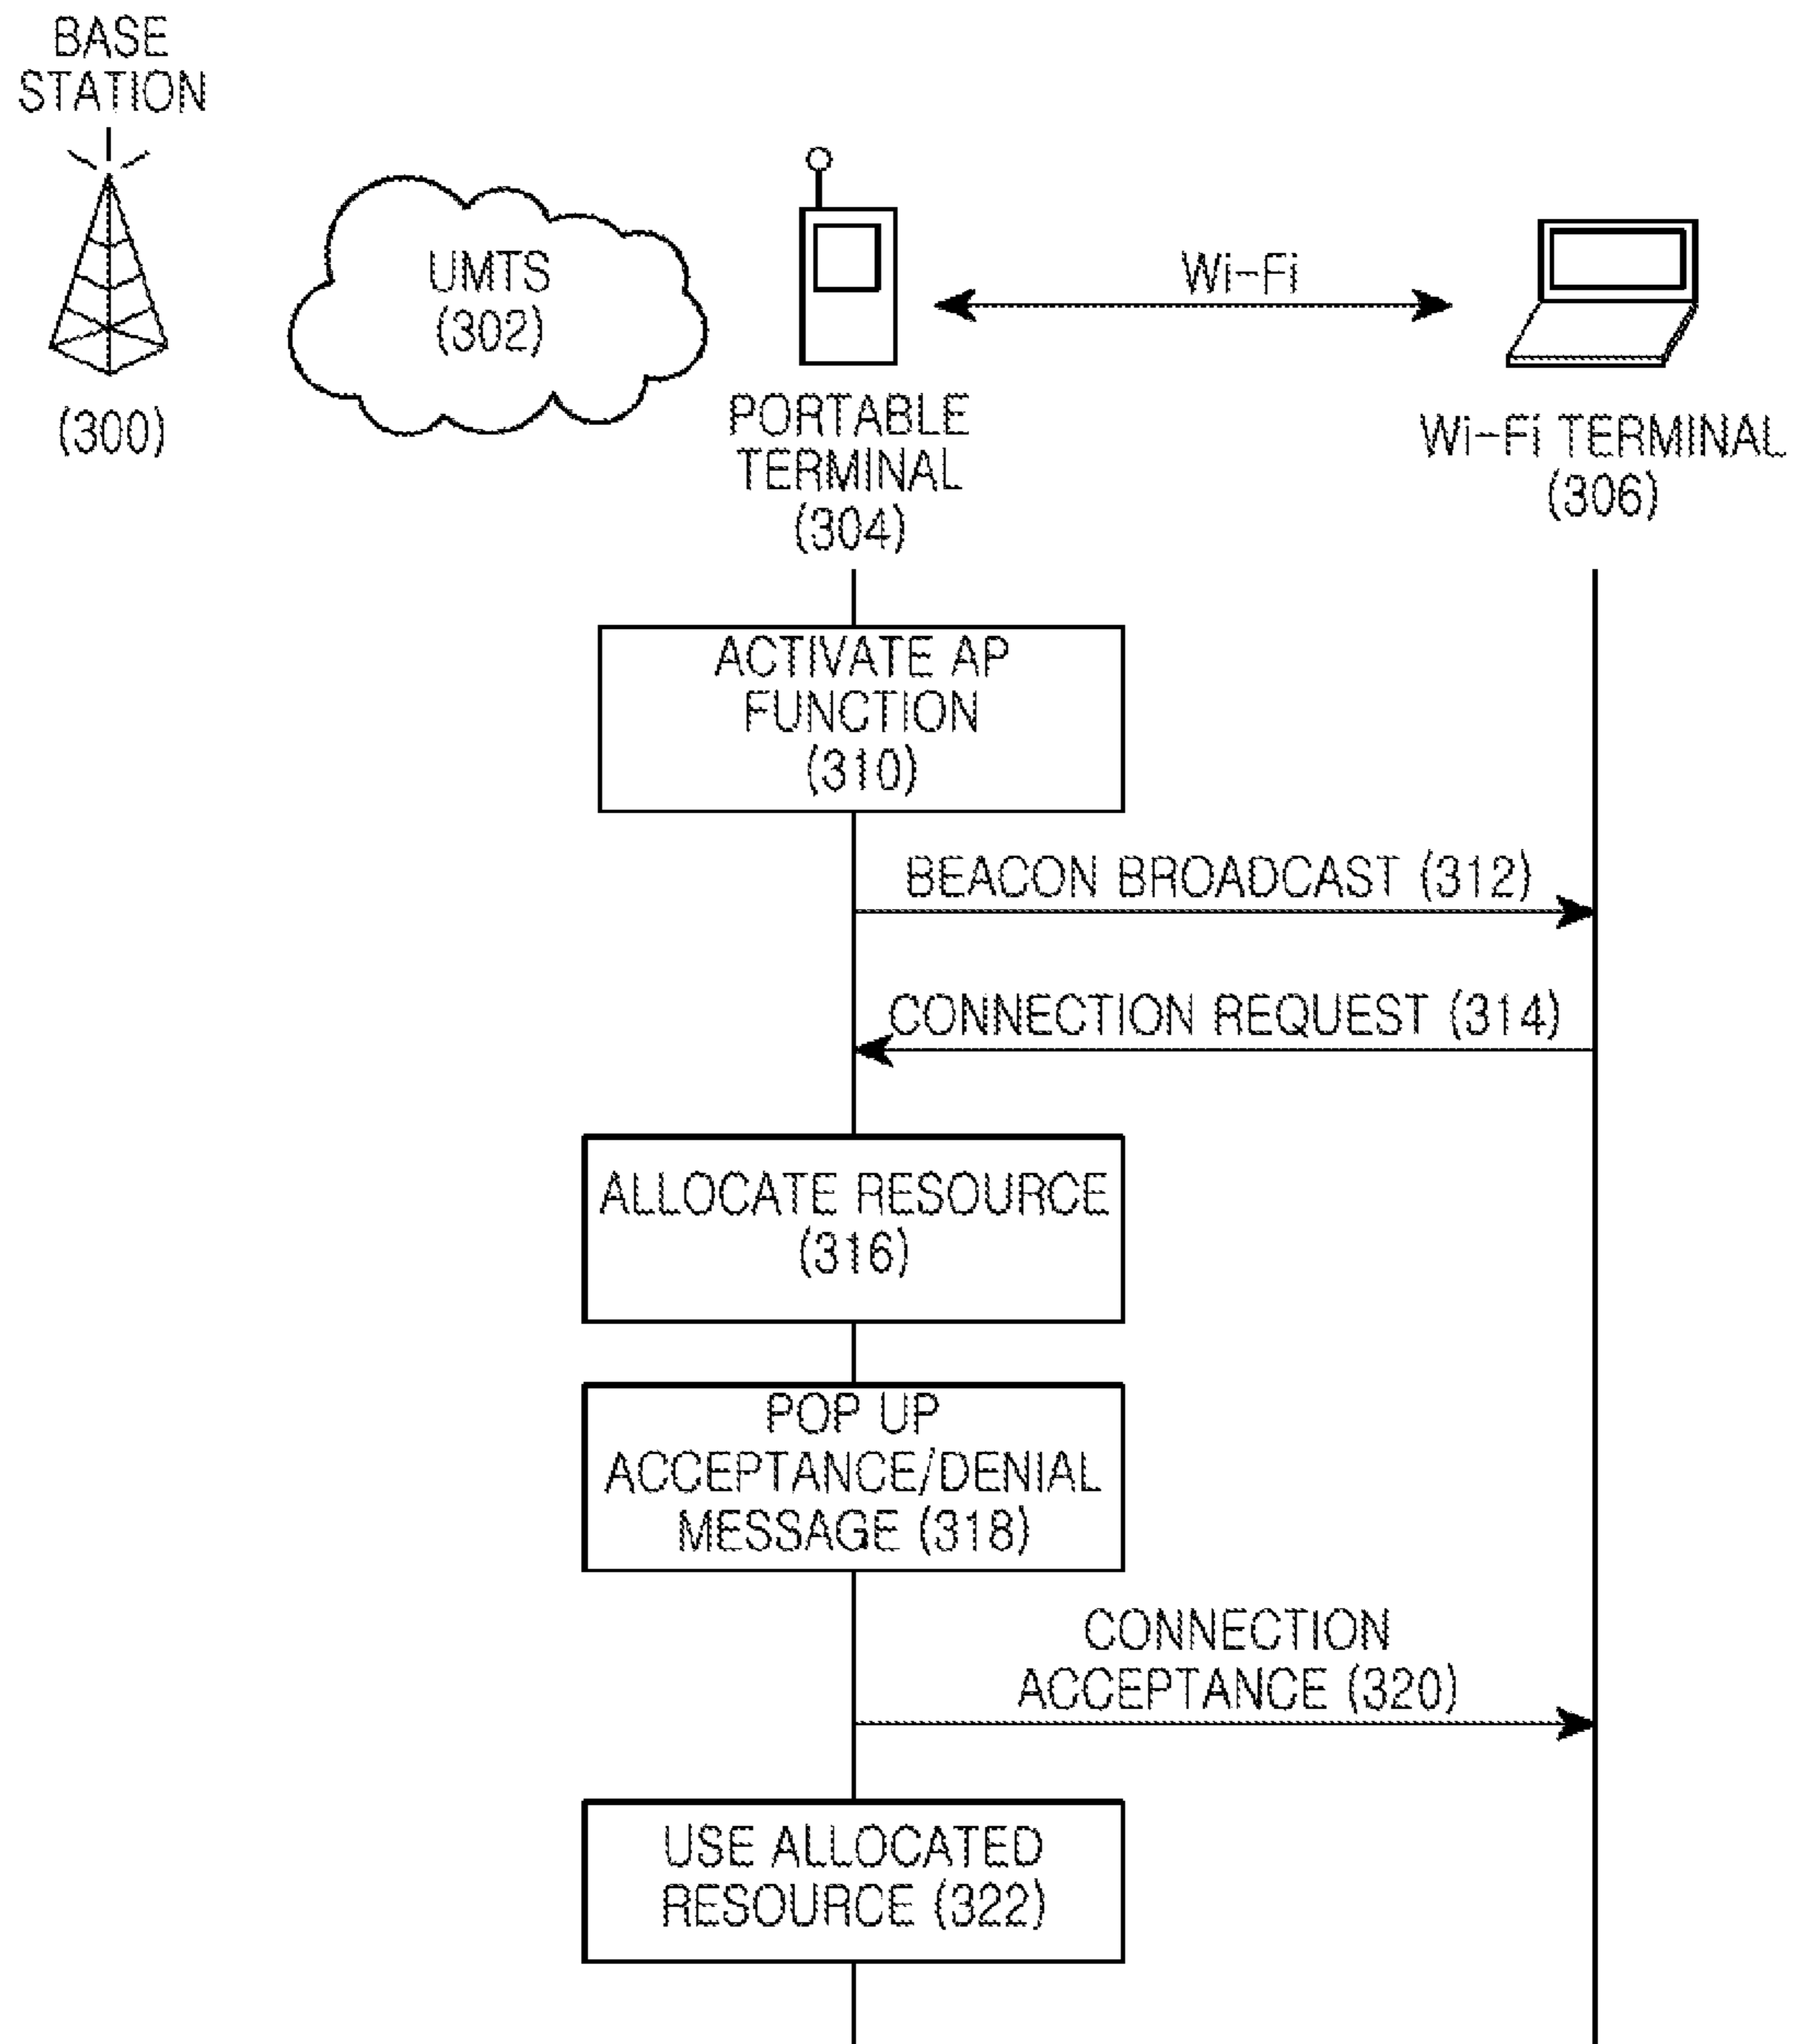 BASE
STATION
(300)
UMTS
(302)
PORTABLE
TERMINAL
(304)
Wi-Fi
Wi-Fi TERMINAL
(306)
ACTIVATE AP
FUNCTION
(310)
BEACON BROADCAST (312)
CONNECTION REQUEST (314)
ALLOCATE RESOURCE
(316)
POP UP
ACCEPTANCE/DENIAL
MESSAGE (318)
CONNECTION
ACCEPTANCE (320)
USE ALLOCATED
RESOURCE (322)